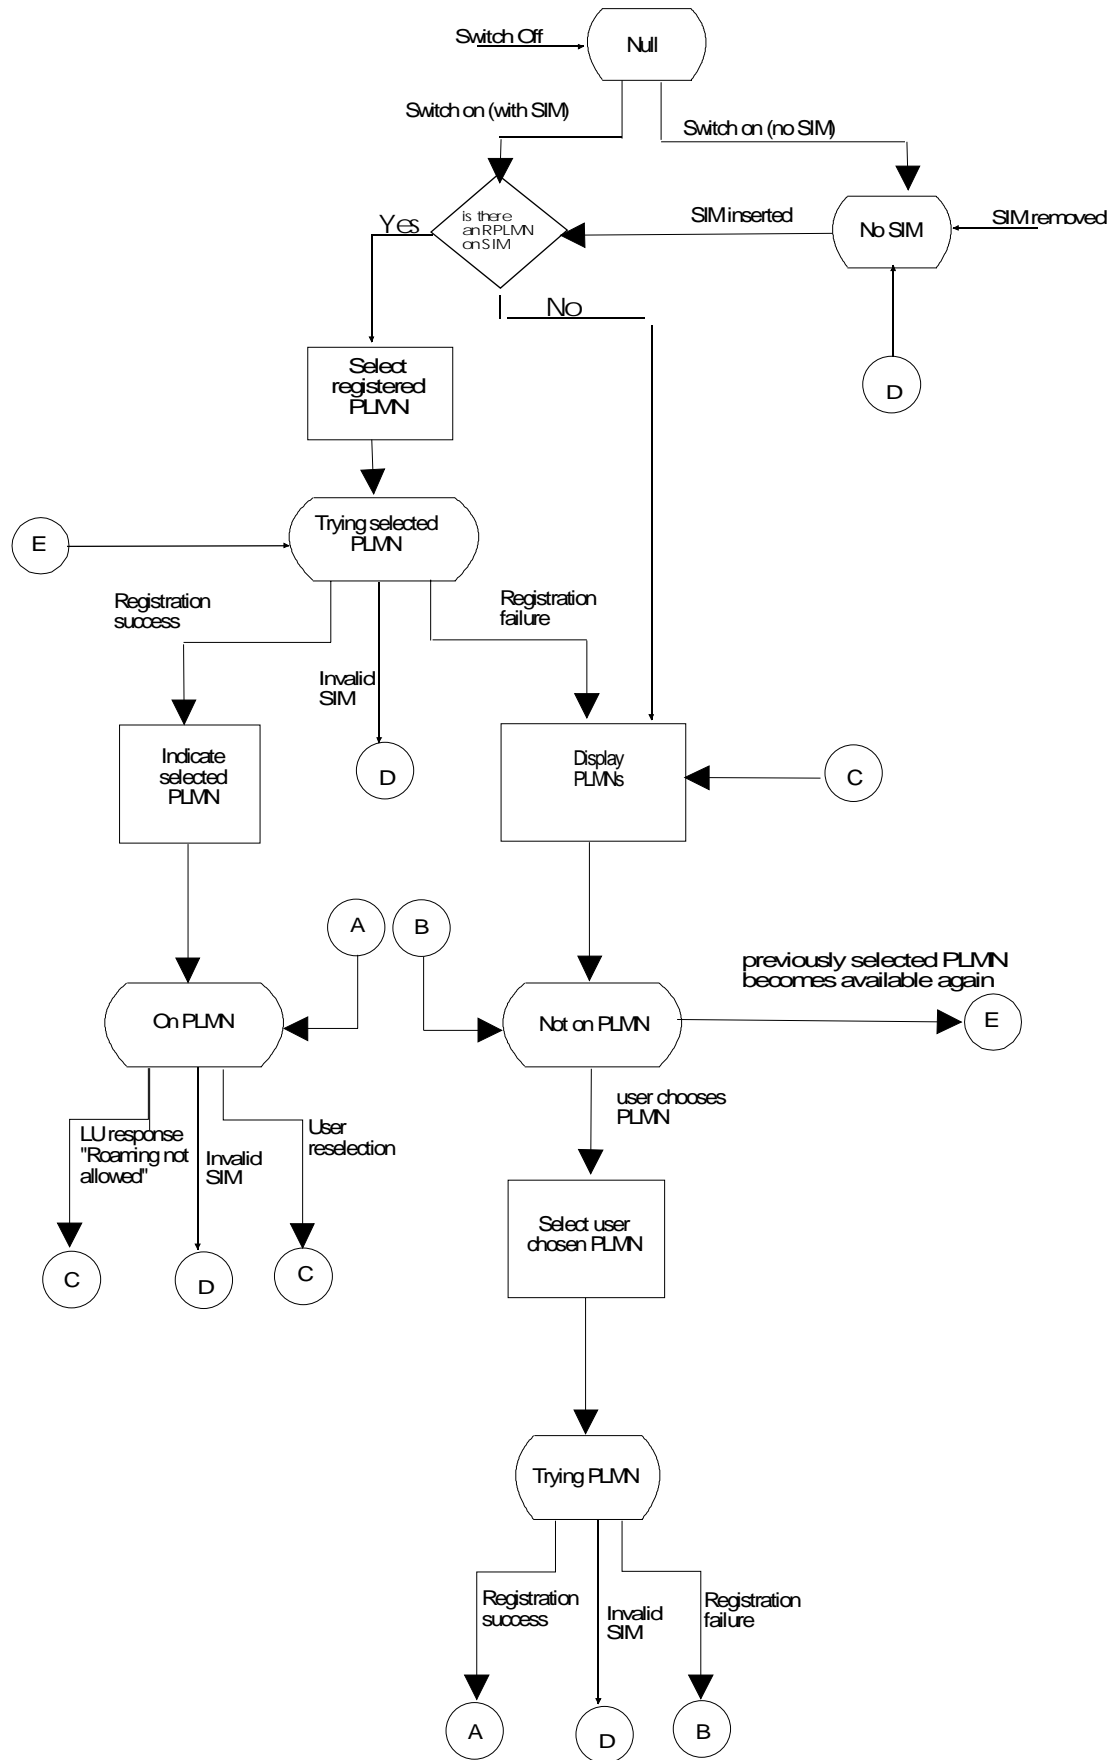 Switch Off
Null
Switch on (with SIM)
Switch on (no SIM)
is there
an RPLMN
on SIM
Yes
SIM inserted
No SIM
SIM removed
No
Select
registered
PLMN
D
Trying selected
PLMN
E
Registration
success
Registration
failure
Invalid
SIM
Indicate
selected
PLMN
D
Display
PLMNs
C
A
B
previously selected PLMN
becomes available again
On PLMN
Not on PLMN
E
user chooses
PLMN
LU response
"Roaming not
allowed"
Invalid
SIM
User
reselection
C
D
C
Select user
chosen PLMN
Trying PLMN
Registration
success
Invalid
SIM
Registration
failure
A
D
B